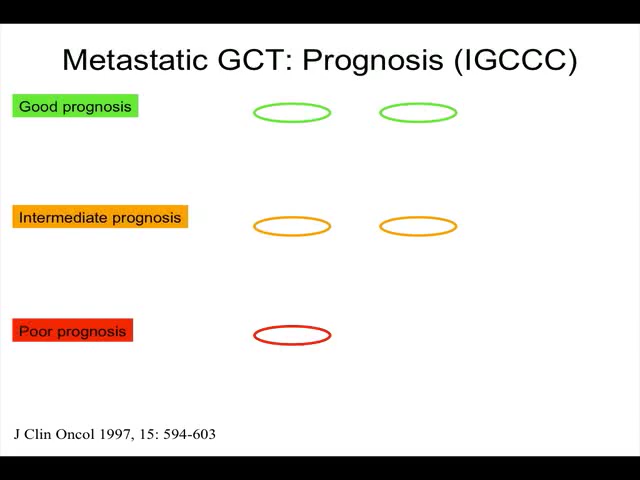 Metastatic GCT: Prognosis (IGCCC)
Good prognosis
Intermediate prognosis
Poor prognosis
J Clin Oncol 1997, 15: 594-603